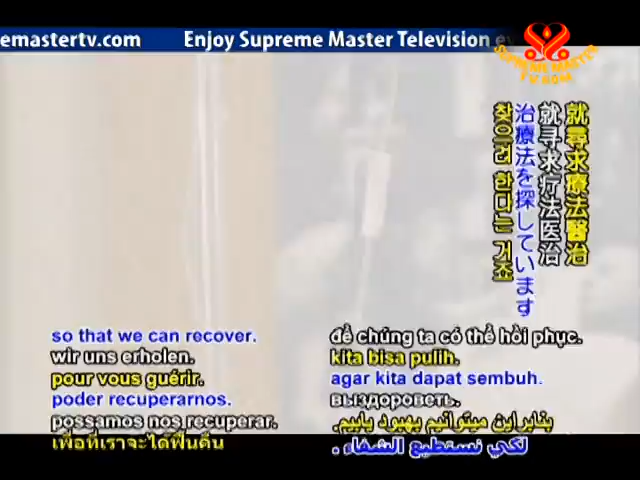 emastertv.com Enjoy Supreme Master Television
SUPREME MASTER
TV.COM
就尋求療法醫治
就寻求疗法医治
治療法を探しています
찾으려 한다는 거죠
so that we can recover.
wir uns erholen.
pour vous guérir.
poder recuperarnos.
possamos nos recuperar.
เพื่อที่เราจะได้ฟื้นคืน
để chúng ta có thể hồi phục.
kita bisa pulih.
agar kita dapat sembuh.
выздороветь.
بنابراین میتوانیم بهبود یابیم.
لكي نستطيع الشفاء .